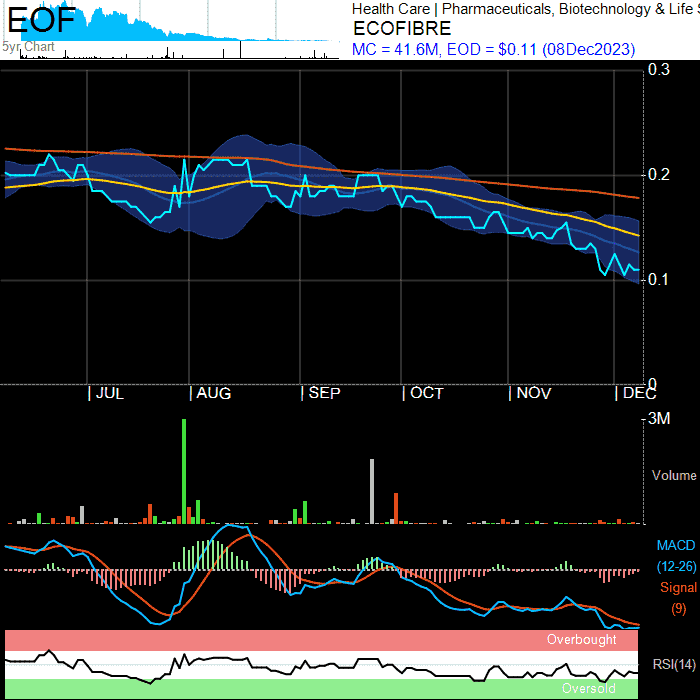 EOF
Health Care | Pharmaceuticals, Biotechnology & Life S
ECOFIBRE
5yr Chart
MC = 41.6M, EOD = $0.11 (08Dec2023)
0.3
0.2
0.1
0
JUL AUG SEP OCT NOV DEC
3M
Volume
MACD
(12-26)
Signal
(9)
Overbought
RSI(14)
Oversold